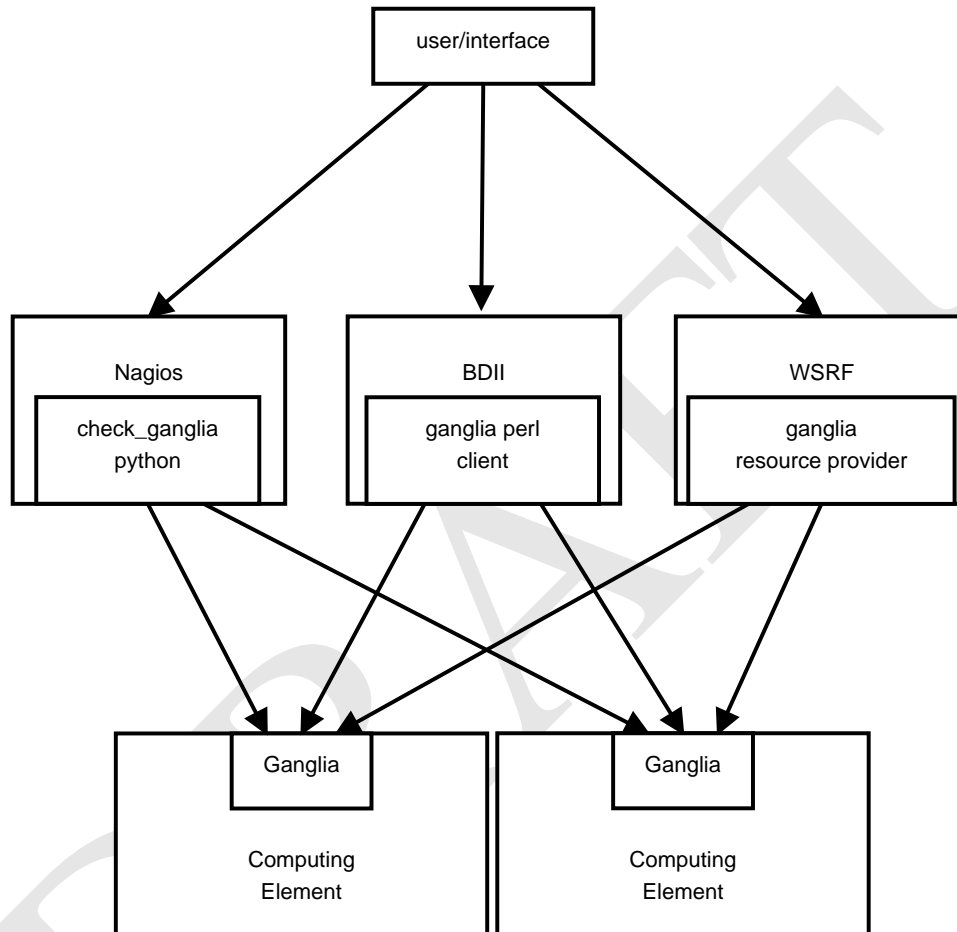 user/interface
Nagios
BDII
WSRF
check_ganglia
python
ganglia perl
client
ganglia
resource provider
Ganglia
Ganglia
Computing
Element
Computing
Element
DRAFT